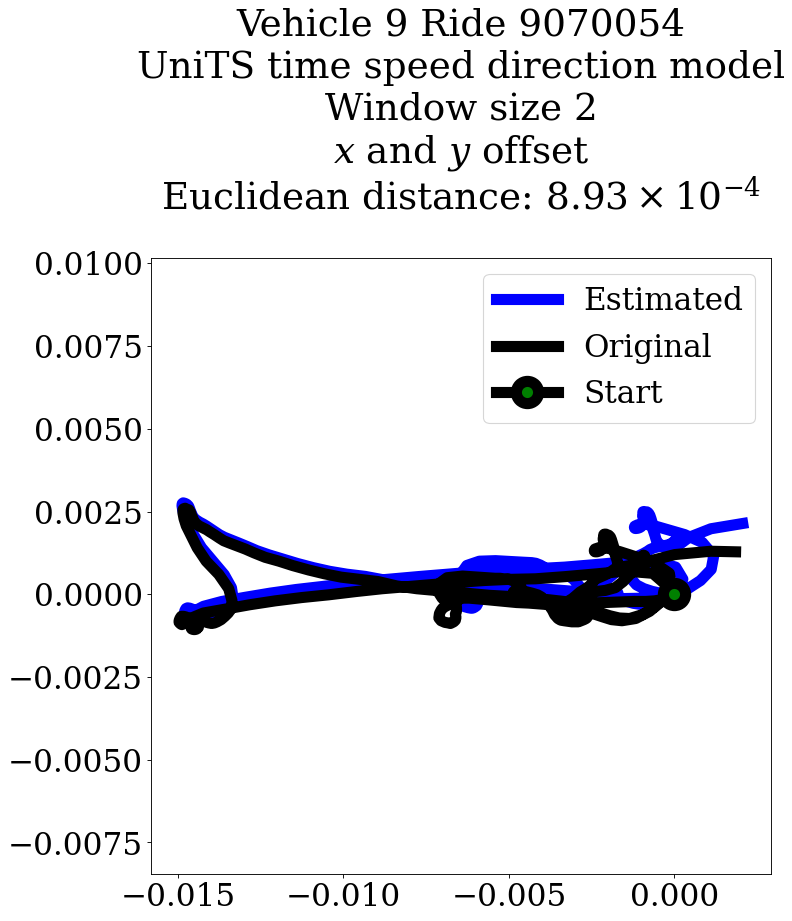 Vehicle 9 Ride 9070054
UniTS time speed direction model
Window size 2
x and y offset
Euclidean distance: 8.93 × 10⁻⁴
Estimated
Original
Start
0.0100
0.0075
0.0050
0.0025
0.0000
−0.0025
−0.0050
−0.0075
−0.015 −0.010 −0.005 0.000